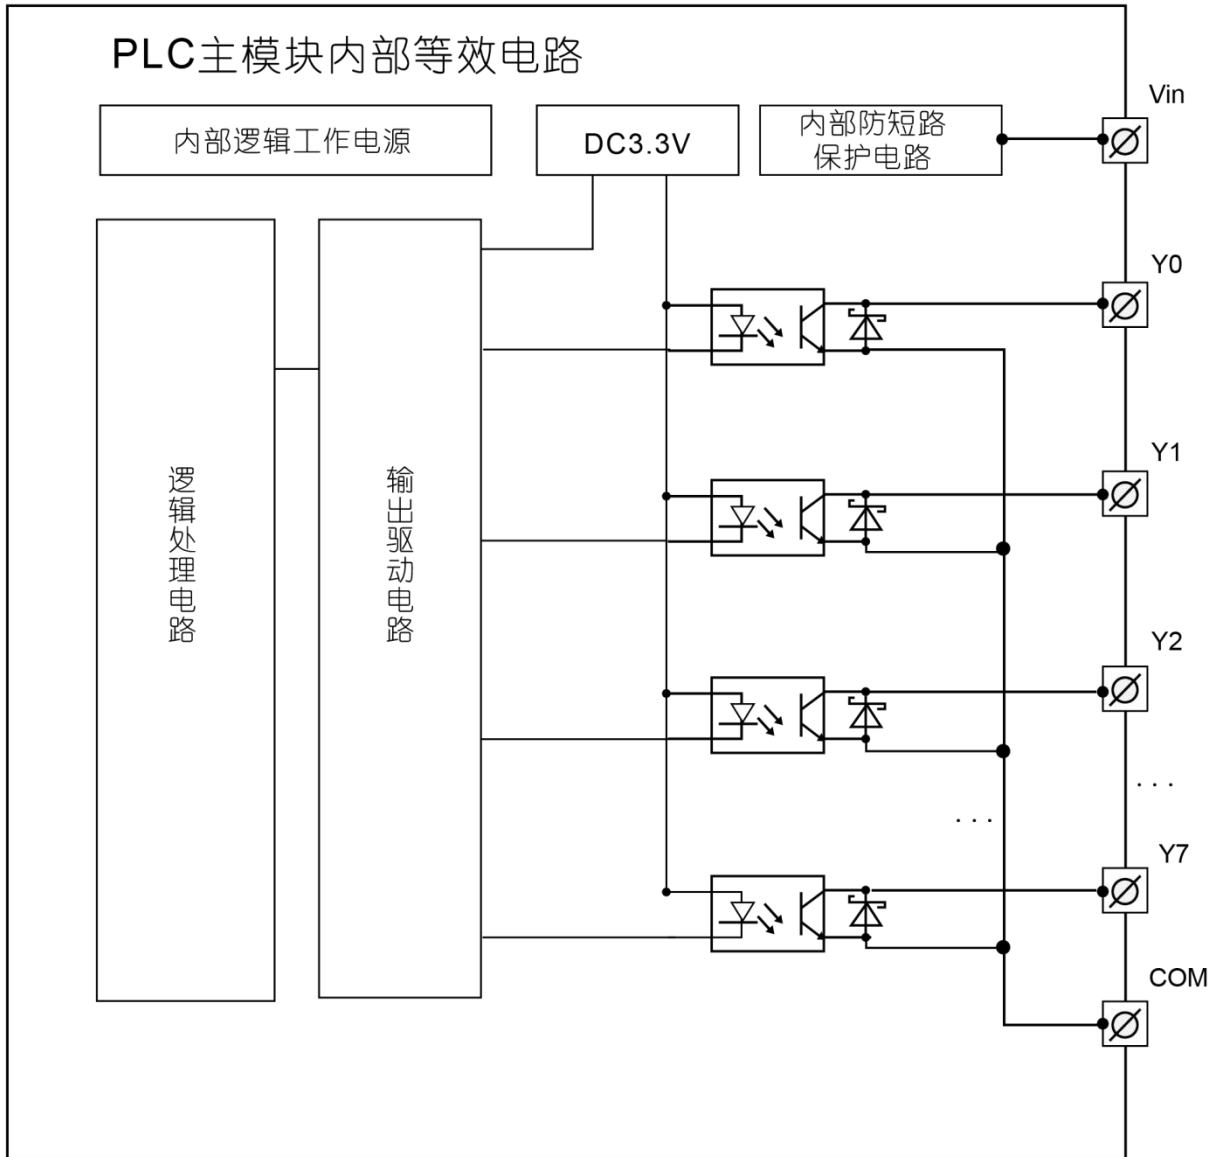 PLC主模块内部等效电路
Vin
内部逻辑工作电源
DC3.3V
内部防短路
保护电路
Y0
Y1
逻辑处理电路
输出驱动电路
Y2
...
...
Y7
COM